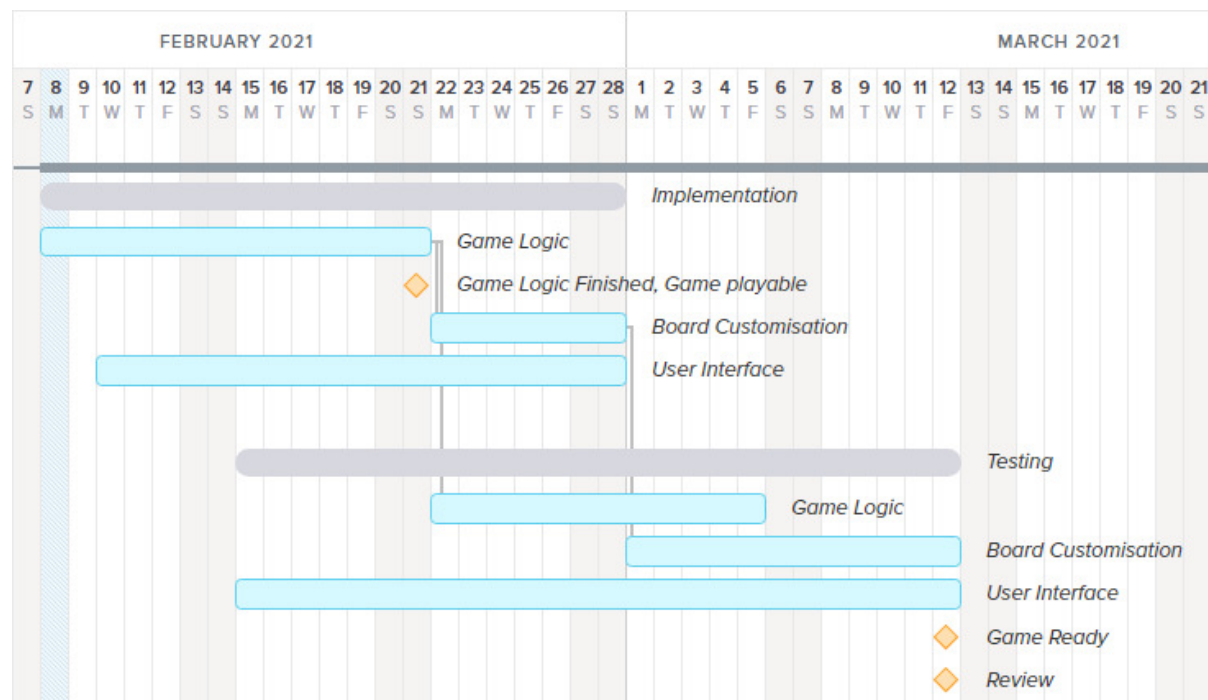 FEBRUARY 2021 MARCH 2021
7 8 9 10 11 12 13 14 15 16 17 18 19 20 21 22 23 24 25 26 27 28 1 2 3 4 5 6 7 8 9 10 11 12 13 14 15 16 17 18 19 20 21
S M T W T F S S M T W T F S S M T W T F S S M T W T F S S M T W T F S S M T W T F S S
Implementation
Game Logic
Game Logic Finished, Game playable
Board Customisation
User Interface
Testing
Game Logic
Board Customisation
User Interface
Game Ready
Review